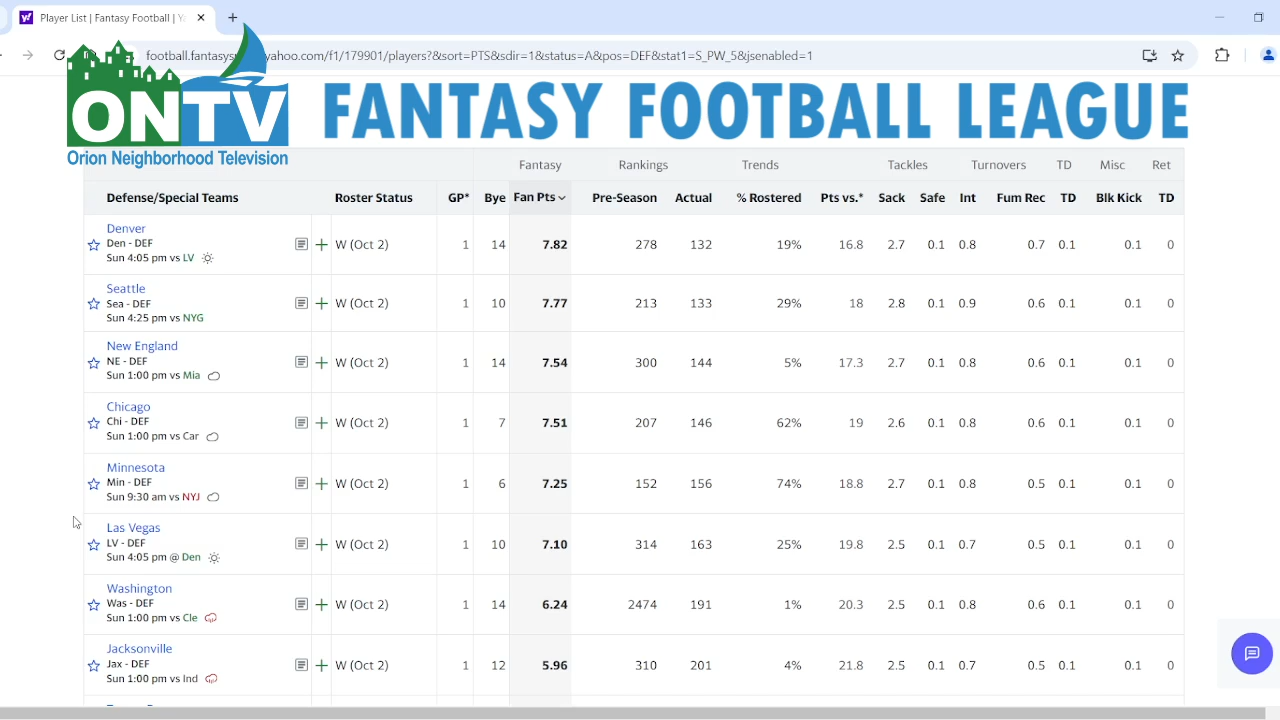 Player List | Fantasy Football | Ya
football.fantasys yahoo.com/f1/179901/players?&sort=PTS&sdir=1&status=A&pos=DEF&stat1=S_PW_5&jsenabled=1
ONTV
Orion Neighborhood Television
FANTASY FOOTBALL LEAGUE
Fantasy Rankings Trends Tackles Turnovers TD Misc Ret
Defense/Special Teams Roster Status GP* Bye Fan Pts Pre-Season Actual % Rostered Pts vs.* Sack Safe Int Fum Rec TD Blk Kick TD
Denver
Den - DEF W (Oct 2) 1 14 7.82 278 132 19% 16.8 2.7 0.1 0.8 0.7 0.1 0.1 0
Sun 4:05 pm vs LV
Seattle
Sea - DEF W (Oct 2) 1 10 7.77 213 133 29% 18 2.8 0.1 0.9 0.6 0.1 0.1 0
Sun 4:25 pm vs NYG
New England
NE - DEF W (Oct 2) 1 14 7.54 300 144 5% 17.3 2.7 0.1 0.8 0.6 0.1 0.1 0
Sun 1:00 pm vs Mia
Chicago
Chi - DEF W (Oct 2) 1 7 7.51 207 146 62% 19 2.6 0.1 0.8 0.6 0.1 0.1 0
Sun 1:00 pm vs Car
Minnesota
Min - DEF W (Oct 2) 1 6 7.25 152 156 74% 18.8 2.7 0.1 0.8 0.5 0.1 0.1 0
Sun 9:30 am vs NYJ
Las Vegas
LV - DEF W (Oct 2) 1 10 7.10 314 163 25% 19.8 2.5 0.1 0.7 0.5 0.1 0.1 0
Sun 4:05 pm @ Den
Washington
Was - DEF W (Oct 2) 1 14 6.24 2474 191 1% 20.3 2.5 0.1 0.8 0.6 0.1 0.1 0
Sun 1:00 pm vs Cle
Jacksonville
Jax - DEF W (Oct 2) 1 12 5.96 310 201 4% 21.8 2.5 0.1 0.7 0.5 0.1 0.1 0
Sun 1:00 pm vs Ind